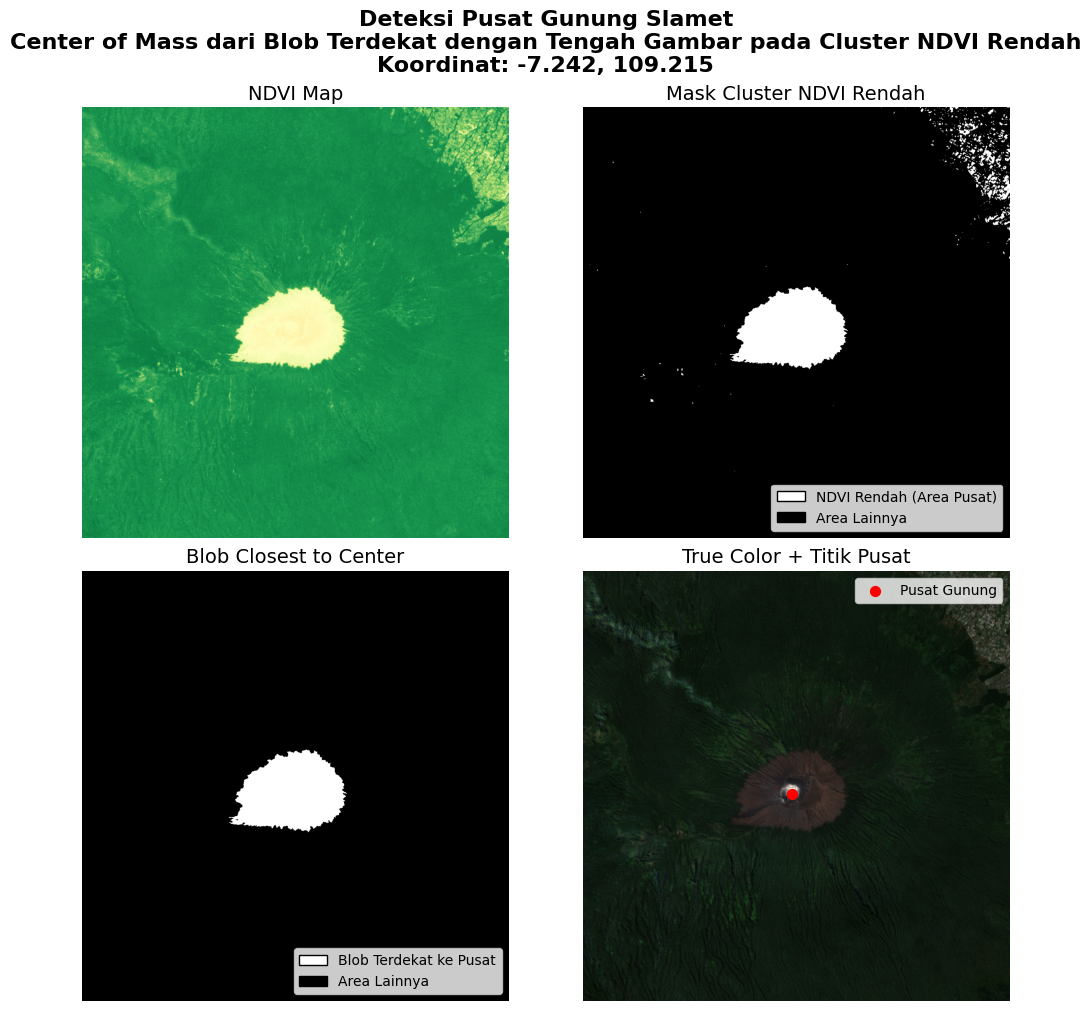 Deteksi Pusat Gunung Slamet
Center of Mass dari Blob Terdekat dengan Tengah Gambar pada Cluster NDVI Rendah
Koordinat: -7.242, 109.215
NDVI Map
Mask Cluster NDVI Rendah
NDVI Rendah (Area Pusat)
Area Lainnya
Blob Closest to Center
True Color + Titik Pusat
Pusat Gunung
Blob Terdekat ke Pusat
Area Lainnya